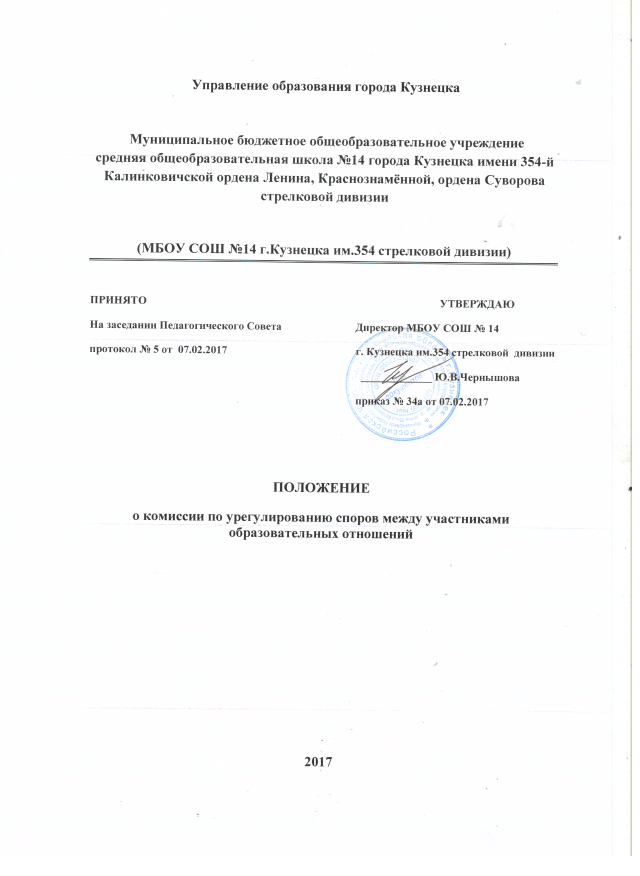 Управление образования города Кузнецка
Муниципальное бюджетное общеобразовательное учреждение
средняя общеобразовательная школа №14 города Кузнецка имени 354-й
Калинковичской ордена Ленина, Краснознамённой, ордена Суворова
стрелковой дивизии
(МБОУ СОШ №14 г.Кузнецка им.354 стрелковой дивизии)
ПРИНЯТО
На заседании Педагогического Совета
протокол № 5 от 07.02.2017
УТВЕРЖДАЮ
Директор МБОУ СОШ № 14
г. Кузнецка им.354 стрелковой дивизии
Ю.В.Чернышова
приказ № 34а от 07.02.2017
ПОЛОЖЕНИЕ
о комиссии по урегулированию споров между участниками
образовательных отношений
2017